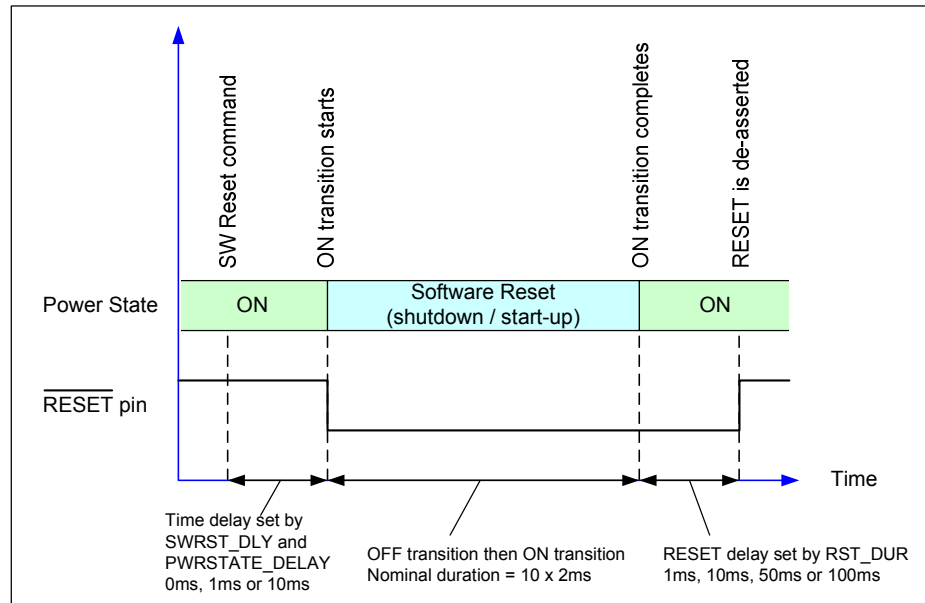 SW Reset command
ON transition starts
ON transition completes
RESET is de-asserted
Power State
ON
Software Reset
(shutdown / start-up)
ON
RESET pin
Time
Time delay set by
SWRST_DLY and
PWRSTATE_DELAY
0ms, 1ms or 10ms
OFF transition then ON transition
Nominal duration = 10 x 2ms
RESET delay set by RST_DUR
1ms, 10ms, 50ms or 100ms